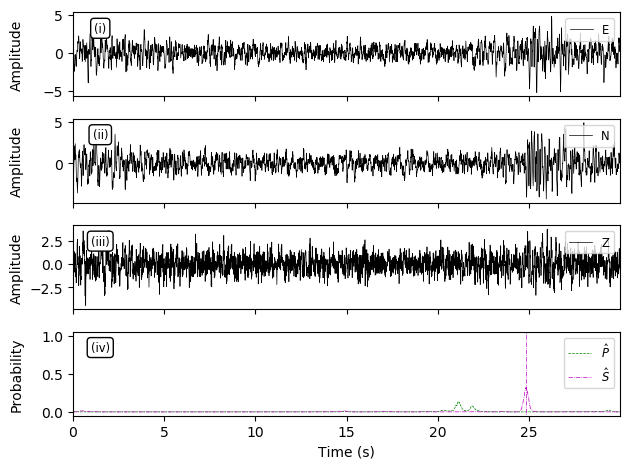 5
0
−5
Amplitude
(i)
E
5
0
Amplitude
(ii)
N
2.5
0.0
−2.5
Amplitude
(iii)
Z
1.0
0.5
0.0
Probability
(iv)
P̂
Ŝ
0 5 10 15 20 25
Time (s)